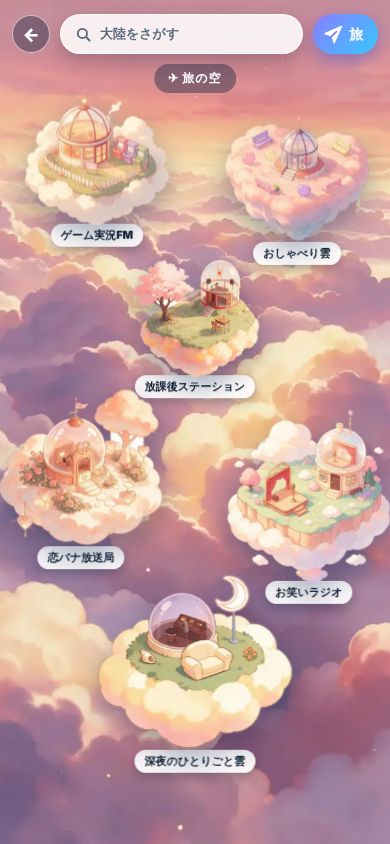 大陸をさがす
旅
✈ 旅の空
ゲーム実況FM
おしゃべり雲
放課後ステーション
恋バナ放送局
お笑いラジオ
深夜のひとりごと雲